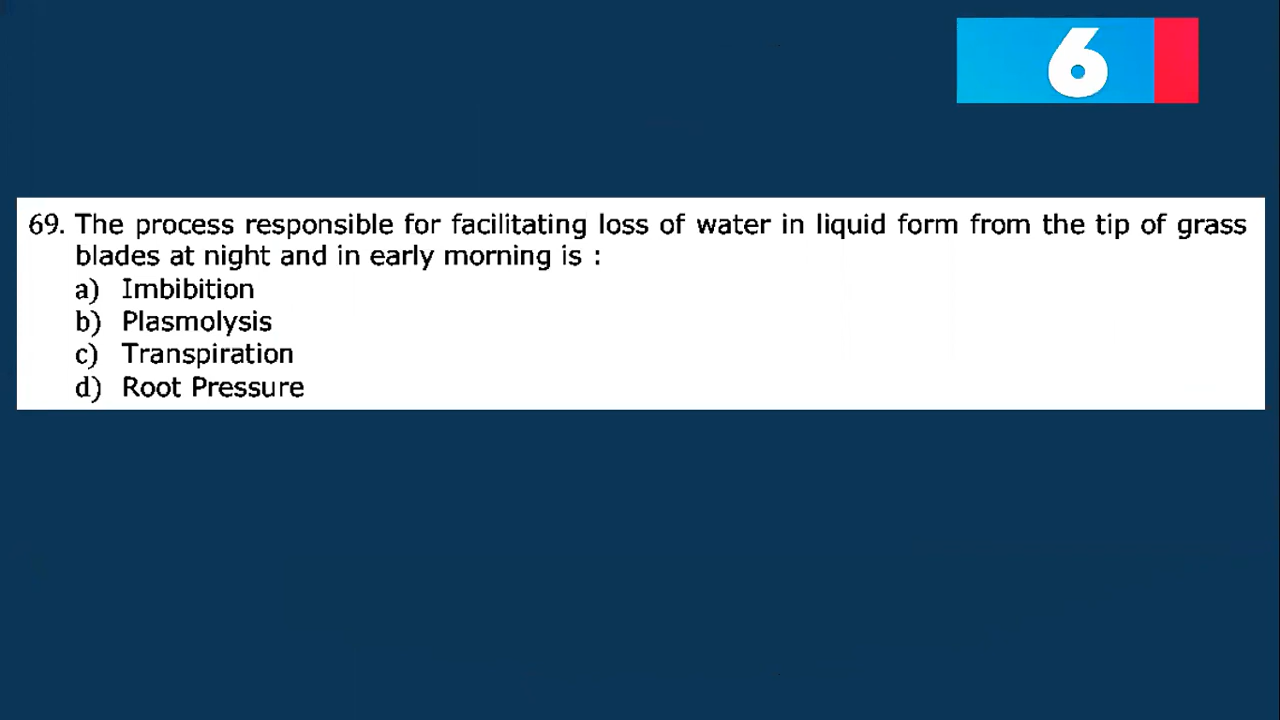 6
69. The process responsible for facilitating loss of water in liquid form from the tip of grass
blades at night and in early morning is :
a) Imbibition
b) Plasmolysis
c) Transpiration
d) Root Pressure